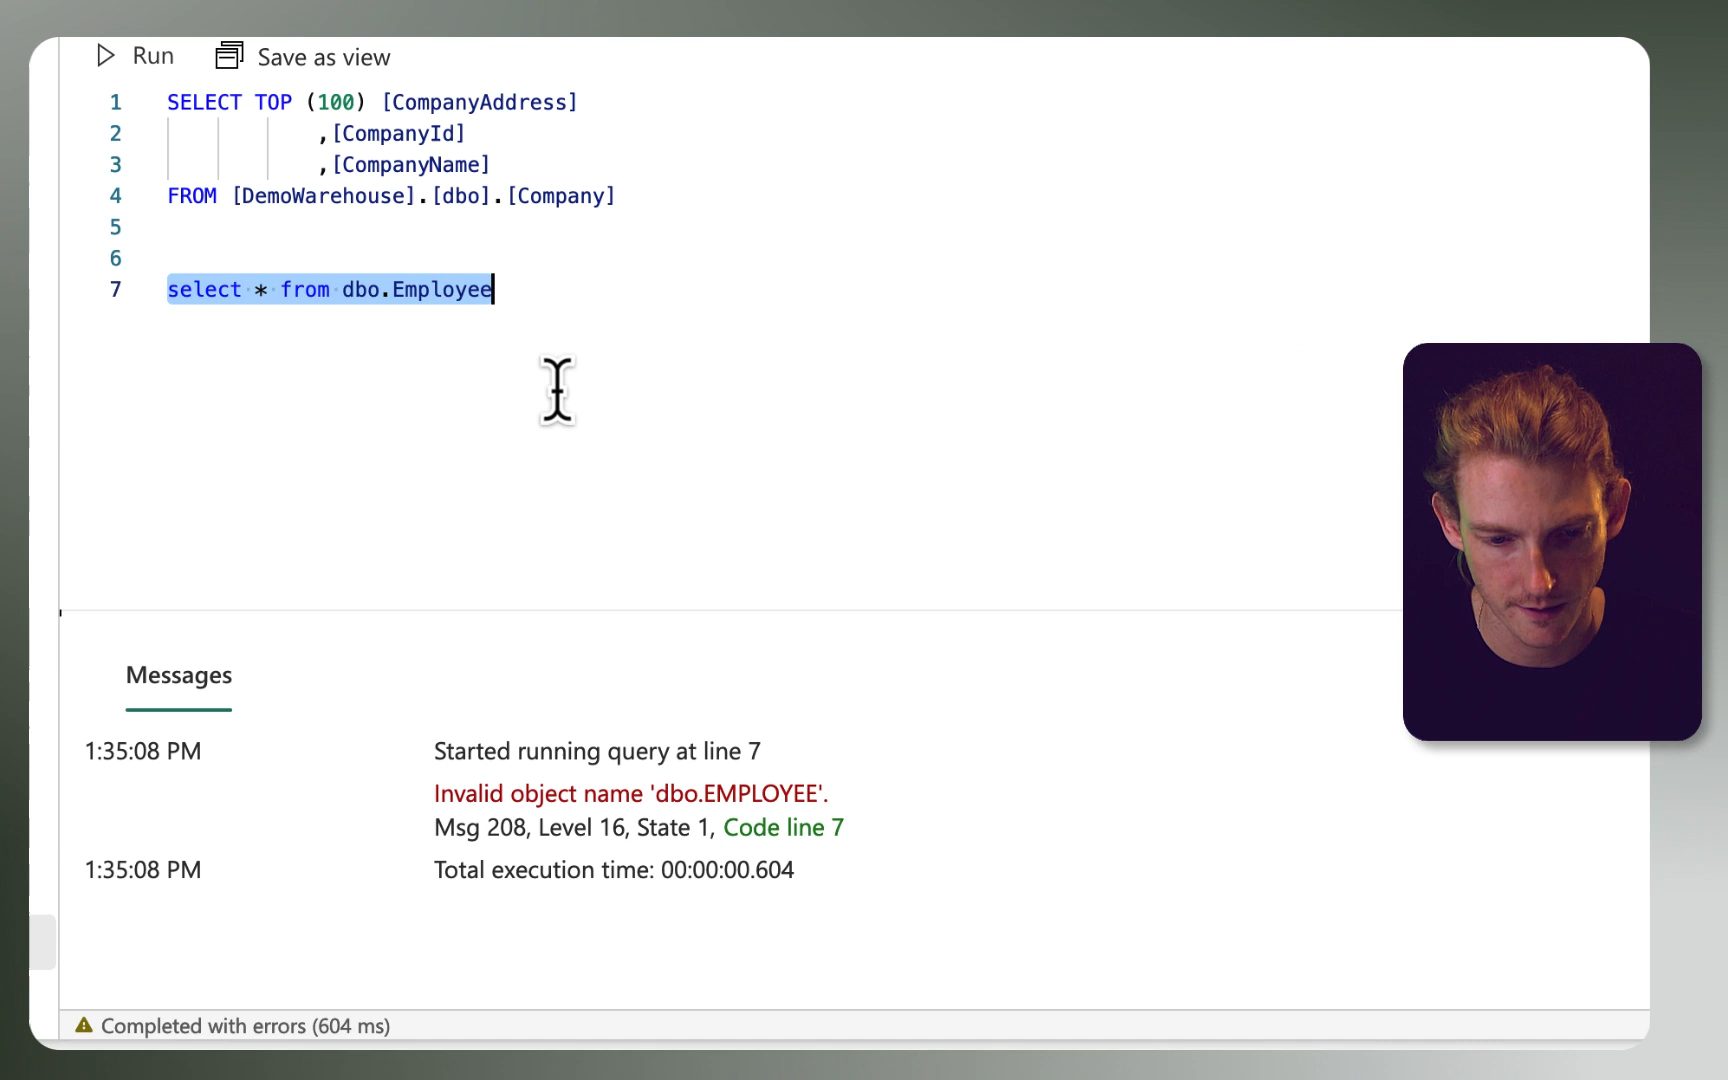 Run Save as view
1 SELECT TOP (100) [CompanyAddress]
2 ,[CompanyId]
3 ,[CompanyName]
4 FROM [DemoWarehouse].[dbo].[Company]
5
6
7 select * from dbo.Employee
Messages
1:35:08 PM Started running query at line 7
Invalid object name 'dbo.EMPLOYEE'.
Msg 208, Level 16, State 1, Code line 7
1:35:08 PM Total execution time: 00:00:00.604
Completed with errors (604 ms)